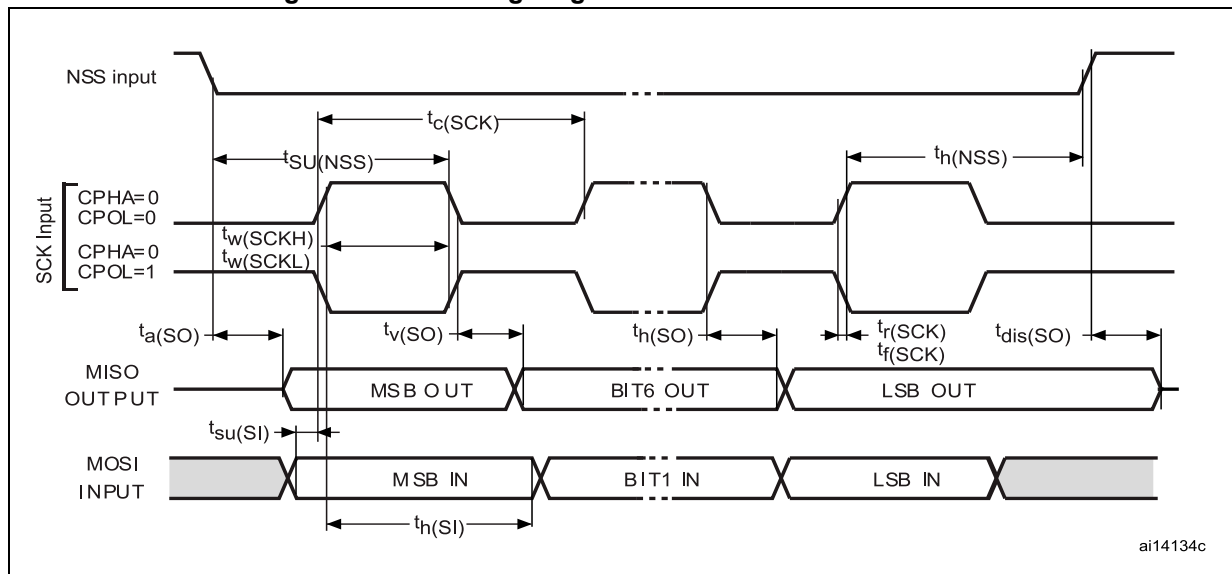 NSS input
tc(SCK)
tSU(NSS)
th(NSS)
SCK Input
CPHA=0
CPOL=0
tw(SCKH)
CPHA=0
tw(SCKL)
CPOL=1
ta(SO)
tv(SO)
th(SO)
tr(SCK)
tf(SCK)
tdis(SO)
MISO
OUTPUT
MSB OUT
BIT6 OUT
LSB OUT
tsu(SI)
MOSI
INPUT
MSB IN
BIT1 IN
LSB IN
th(SI)
ai14134c